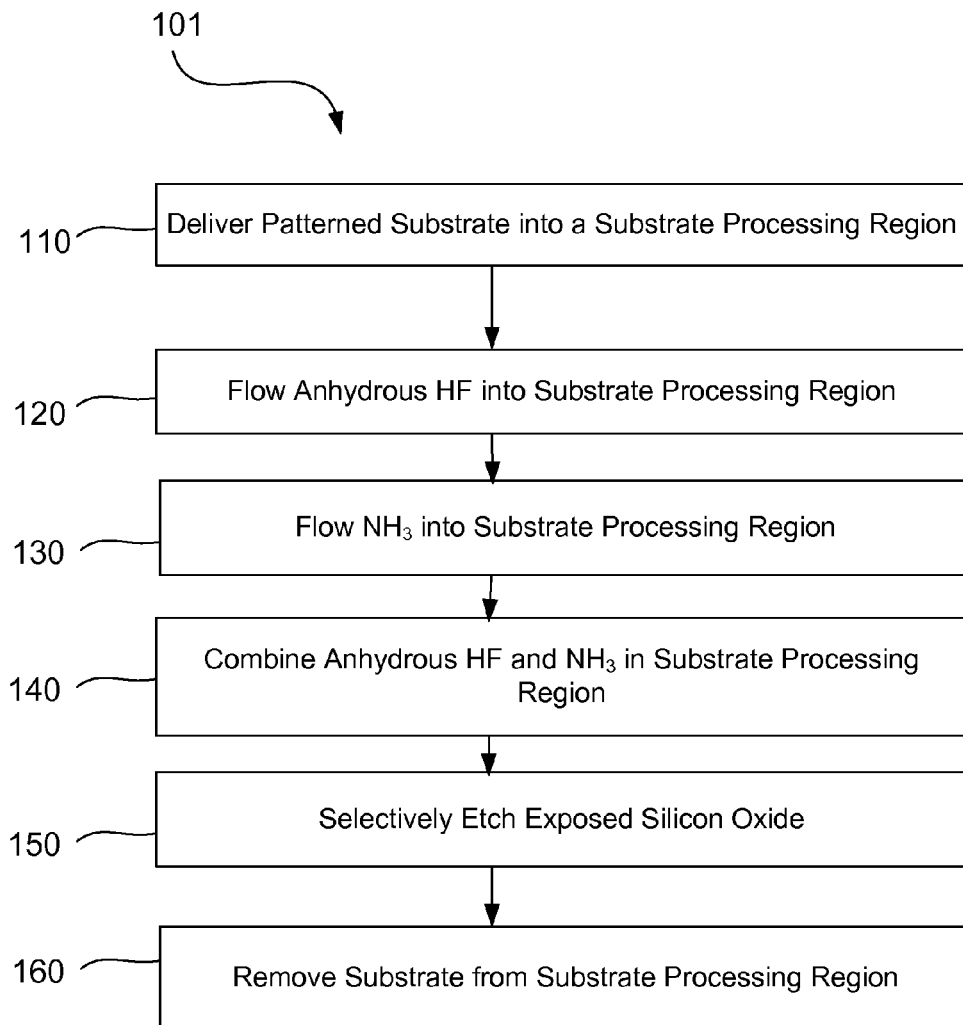 101
110
Deliver Patterned Substrate into a Substrate Processing Region
120
Flow Anhydrous HF into Substrate Processing Region
130
Flow NH₃ into Substrate Processing Region
140
Combine Anhydrous HF and NH₃ in Substrate Processing
Region
150
Selectively Etch Exposed Silicon Oxide
160
Remove Substrate from Substrate Processing Region